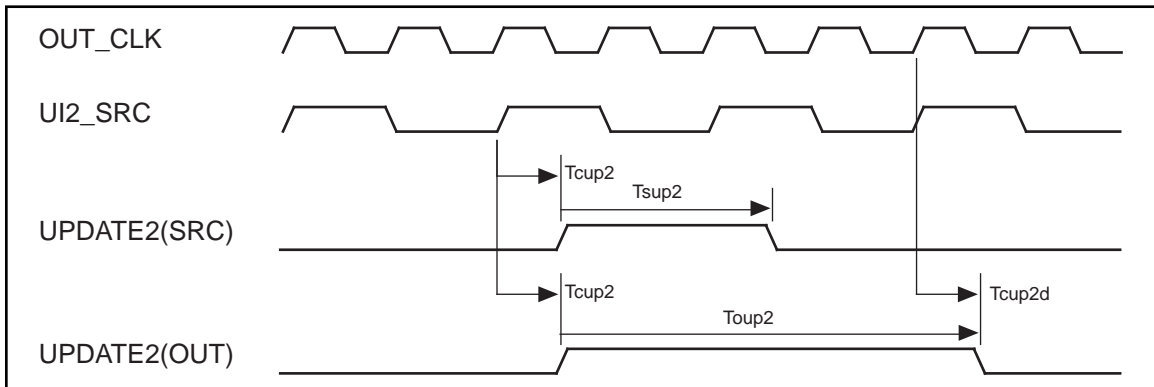 OUT_CLK
UI2_SRC
Tcup2
Tsup2
UPDATE2(SRC)
Tcup2
Tcup2d
Toup2
UPDATE2(OUT)